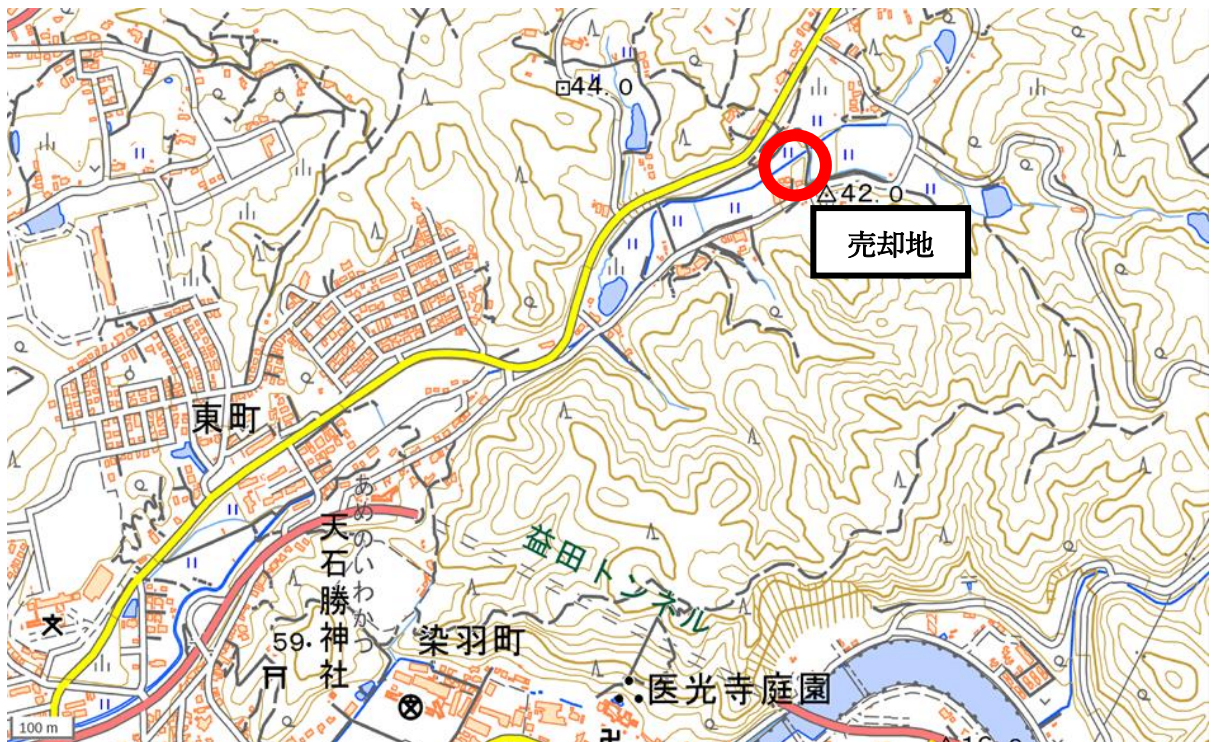 44.0
42.0
売却地
東町
あめのいわかつ
天石勝神社
59.
益田トンネル
染羽町
医光寺庭園
100 m